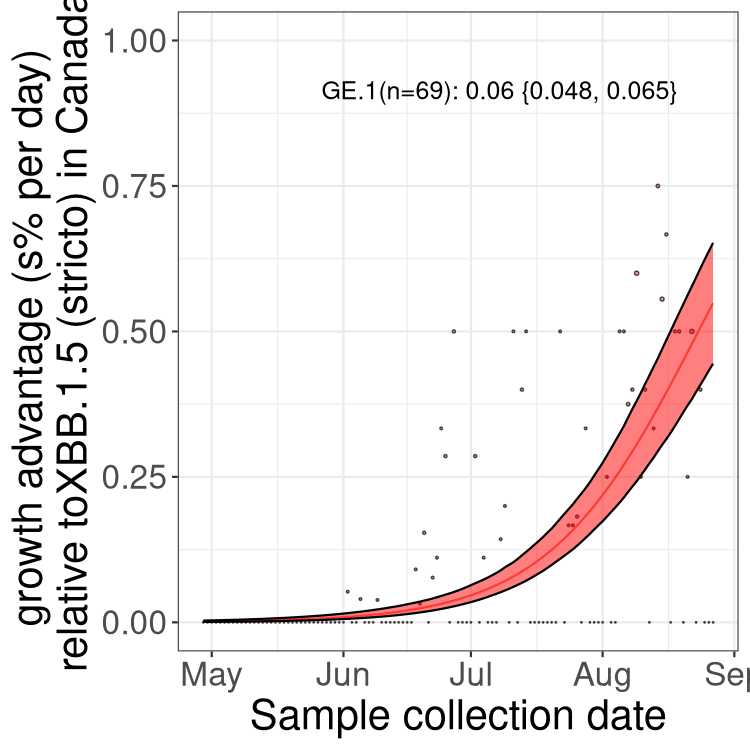 growth advantage (s% per day)
relative toXBB.1.5 (stricto) in Canada
1.00
0.75
0.50
0.25
0.00
GE.1(n=69): 0.06 {0.048, 0.065}
May Jun Jul Aug Sep
Sample collection date